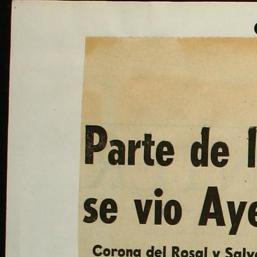 Parte de
se vio Aye
Corona del Rosal y Salv